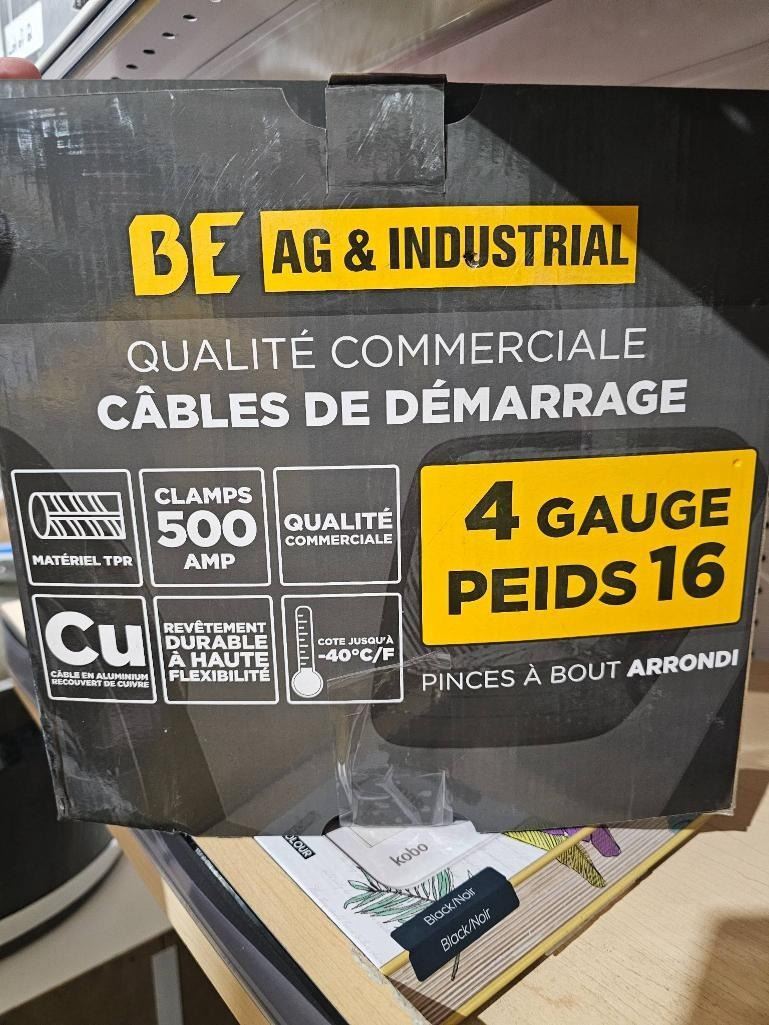 BE AG & INDUSTRIAL
QUALITÉ COMMERCIALE
CÂBLES DE DÉMARRAGE
MATÉRIEL TPR
CLAMPS
500
AMP
QUALITÉ
COMMERCIALE
4 GAUGE
PEIDS 16
Cu
CÂBLE EN ALUMINIUM
RECOUVERT DE CUIVRE
REVÊTEMENT
DURABLE
À HAUTE
FLEXIBILITÉ
COTE JUSQU'À
-40°C/F
PINCES À BOUT ARRONDI
kobo
Black/Noir
Black/Noir